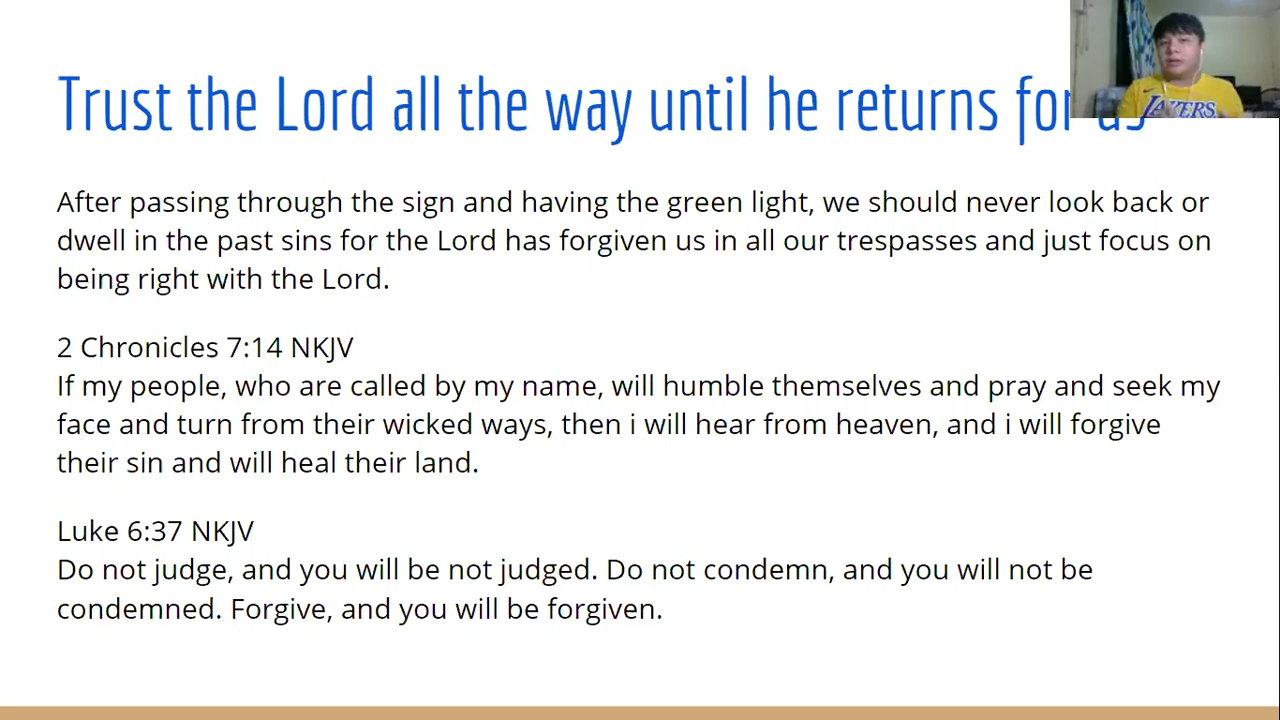 Trust the Lord all the way until he returns for us
After passing through the sign and having the green light, we should never look back or
dwell in the past sins for the Lord has forgiven us in all our trespasses and just focus on
being right with the Lord.
2 Chronicles 7:14 NKJV
If my people, who are called by my name, will humble themselves and pray and seek my
face and turn from their wicked ways, then i will hear from heaven, and i will forgive
their sin and will heal their land.
Luke 6:37 NKJV
Do not judge, and you will be not judged. Do not condemn, and you will not be
condemned. Forgive, and you will be forgiven.
LAKERS